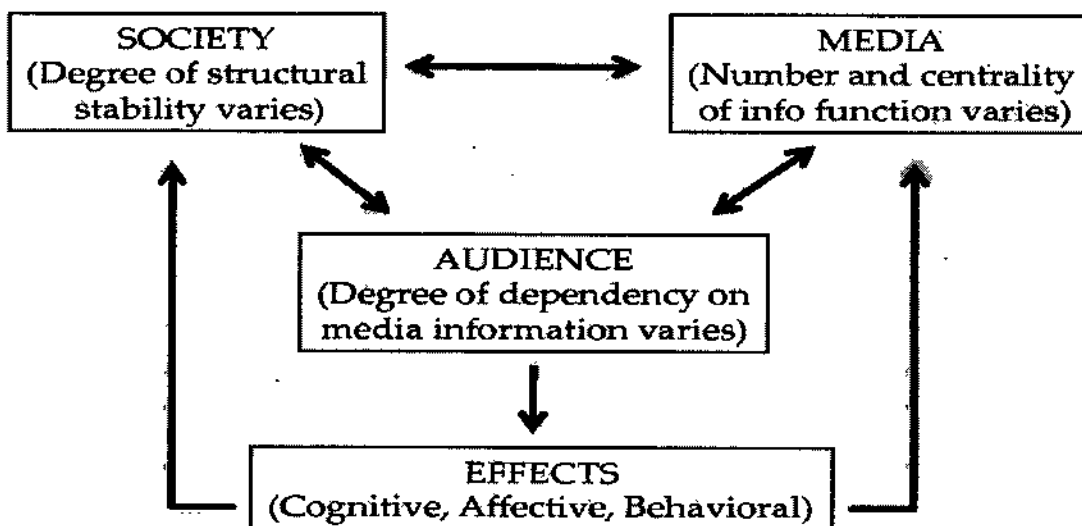 SOCIETY
(Degree of structural
stability varies)
MEDIA
(Number and centrality
of info function varies)
AUDIENCE
(Degree of dependency on
media information varies)
EFFECTS
(Cognitive, Affective, Behavioral)